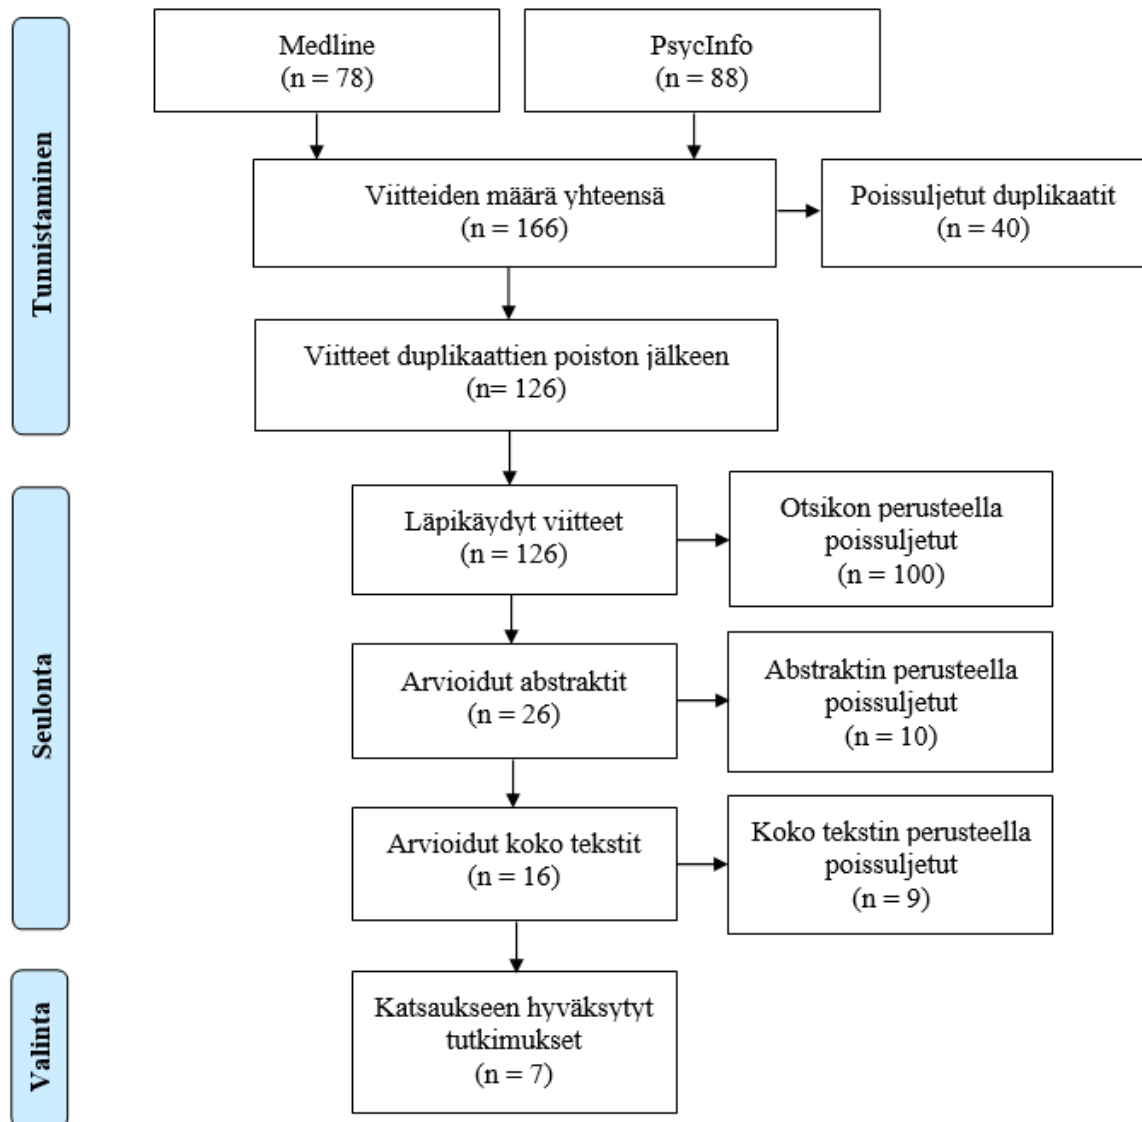 Tunnistaminen
Medline
(n = 78)
PsycInfo
(n = 88)
Viitteiden määrä yhteensä
(n = 166)
Poissuljetut duplikaatit
(n = 40)
Viitteet duplikaattien poiston jälkeen
(n= 126)
Seulonta
Läpikäydyt viitteet
(n = 126)
Otsikon perusteella
poissuljetut
(n = 100)
Arvioidut abstraktit
(n = 26)
Abstraktin perusteella
poissuljetut
(n = 10)
Arvioidut koko tekstit
(n = 16)
Koko tekstin perusteella
poissuljetut
(n = 9)
Valinta
Katsaukseen hyväksytyt
tutkimukset
(n = 7)